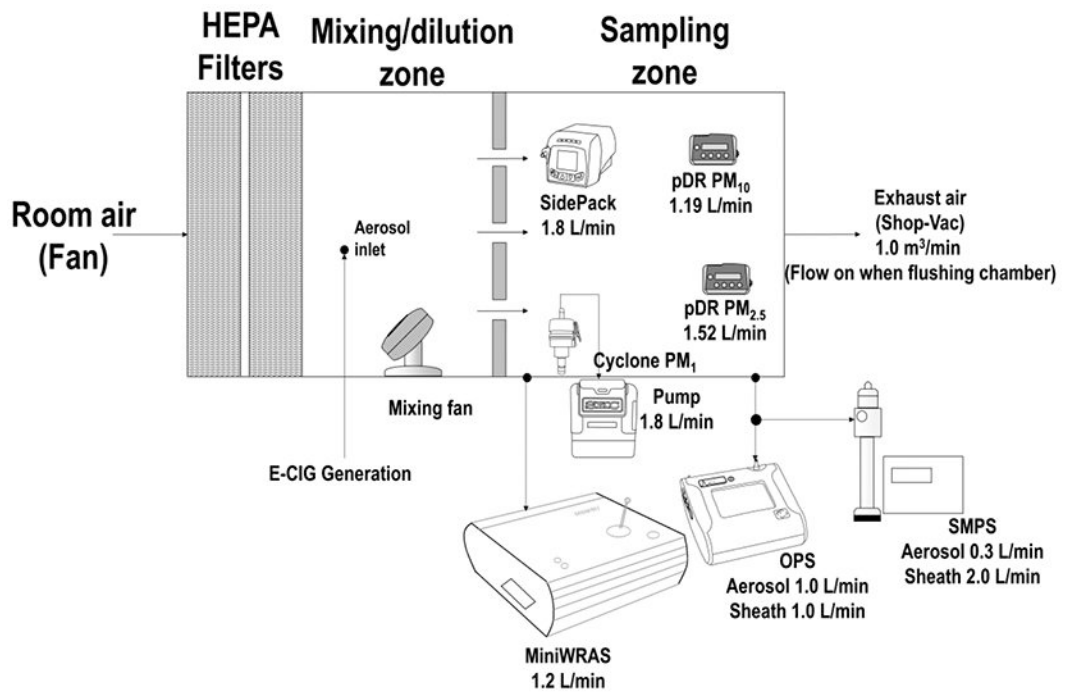 HEPA
Filters
Mixing/dilution
zone
Sampling
zone
Room air
(Fan)
Aerosol
inlet
SidePack
1.8 L/min
pDR PM₁₀
1.19 L/min
Exhaust air
(Shop-Vac)
1.0 m³/min
(Flow on when flushing chamber)
pDR PM₂.₅
1.52 L/min
Cyclone PM₁
Mixing fan
Pump
1.8 L/min
E-CIG Generation
SMPS
Aerosol 0.3 L/min
Sheath 2.0 L/min
OPS
Aerosol 1.0 L/min
Sheath 1.0 L/min
MiniWRAS
1.2 L/min